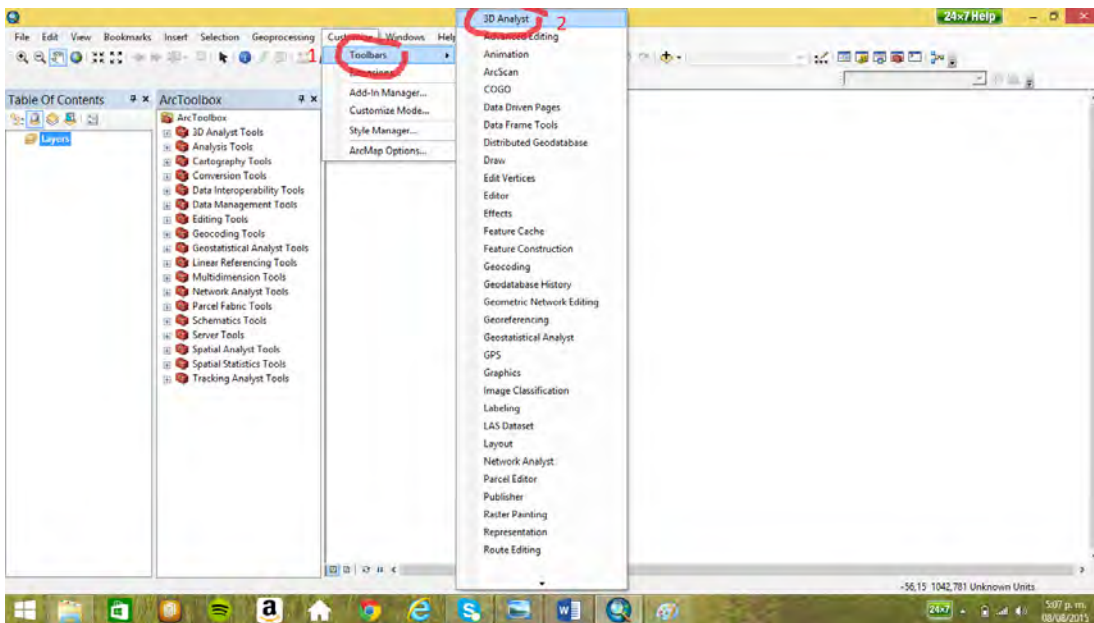 24×7 Help
File Edit View Bookmarks Insert Selection Geoprocessing Customize Windows Help
1
Toolbars
Extensions...
Add-In Manager...
Customize Mode...
Style Manager...
ArcMap Options...
3D Analyst
2
Advanced Editing
Animation
ArcScan
COGO
Data Driven Pages
Data Frame Tools
Distributed Geodatabase
Draw
Edit Vertices
Editor
Effects
Feature Cache
Feature Construction
Geocoding
Geodatabase History
Geometric Network Editing
Georeferencing
Geostatistical Analyst
GPS
Graphics
Image Classification
Labeling
LAS Dataset
Layout
Network Analyst
Parcel Editor
Publisher
Raster Painting
Representation
Route Editing
Table Of Contents
Layers
ArcToolbox
ArcToolbox
3D Analyst Tools
Analysis Tools
Cartography Tools
Conversion Tools
Data Interoperability Tools
Data Management Tools
Editing Tools
Geocoding Tools
Geostatistical Analyst Tools
Linear Referencing Tools
Multidimension Tools
Network Analyst Tools
Parcel Fabric Tools
Schematics Tools
Server Tools
Spatial Analyst Tools
Spatial Statistics Tools
Tracking Analyst Tools
-56,15 1042,781 Unknown Units
24×7
5:07 p. m.
08/08/2015